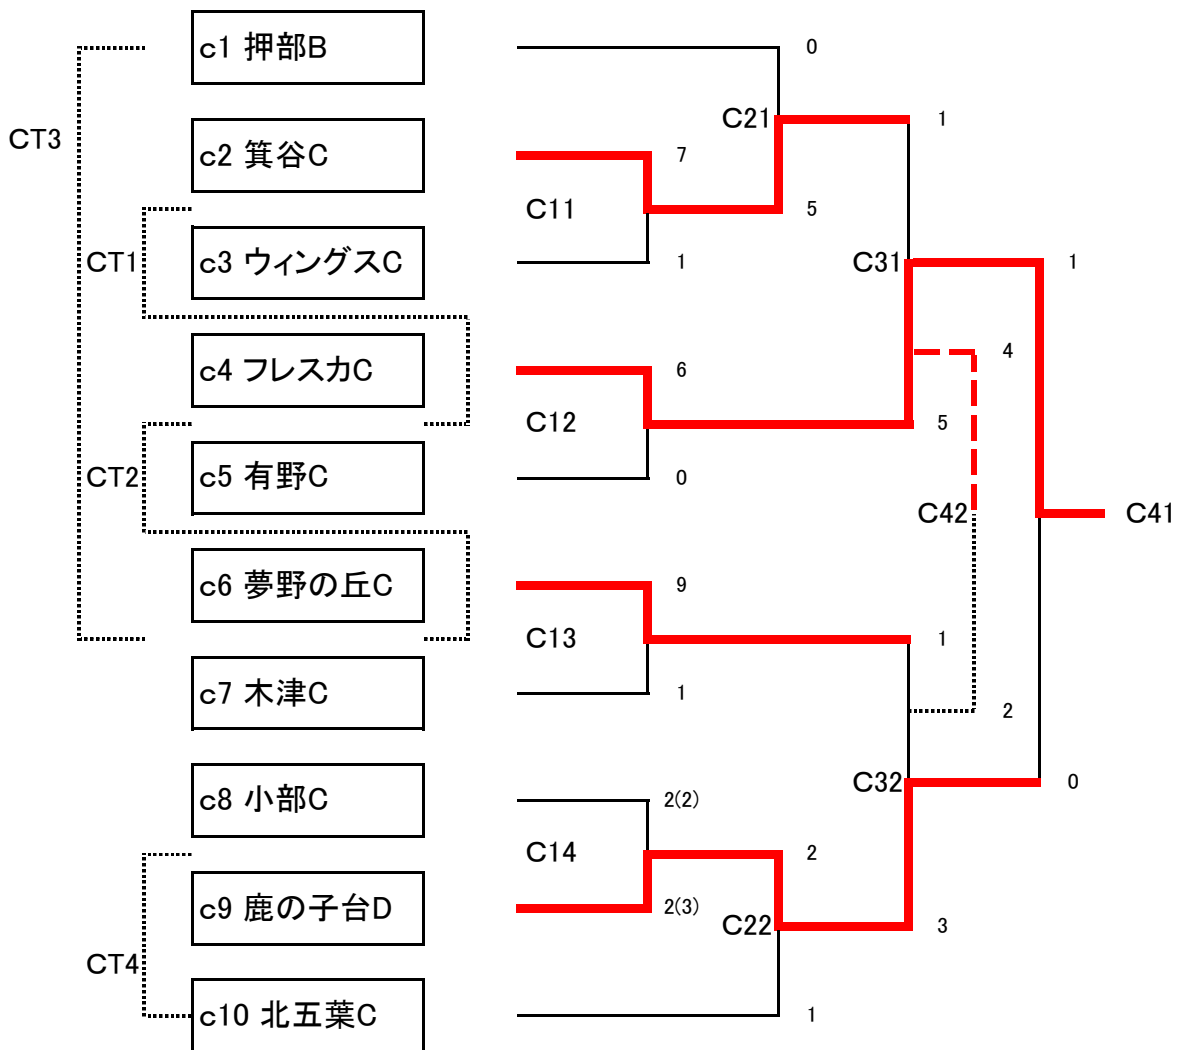 c1 押部B
0
C21
1
CT3
c2 箕谷C
7
C11
5
CT1
c3 ウィングスC
1
C31
1
4
c4 フレスカC
6
C12
5
CT2
c5 有野C
0
C42
C41
c6 夢野の丘C
9
C13
1
c7 木津C
1
2
C32
0
c8 小部C
2(2)
C14
2
c9 鹿の子台D
2(3)
C22
3
CT4
c10 北五葉C
1